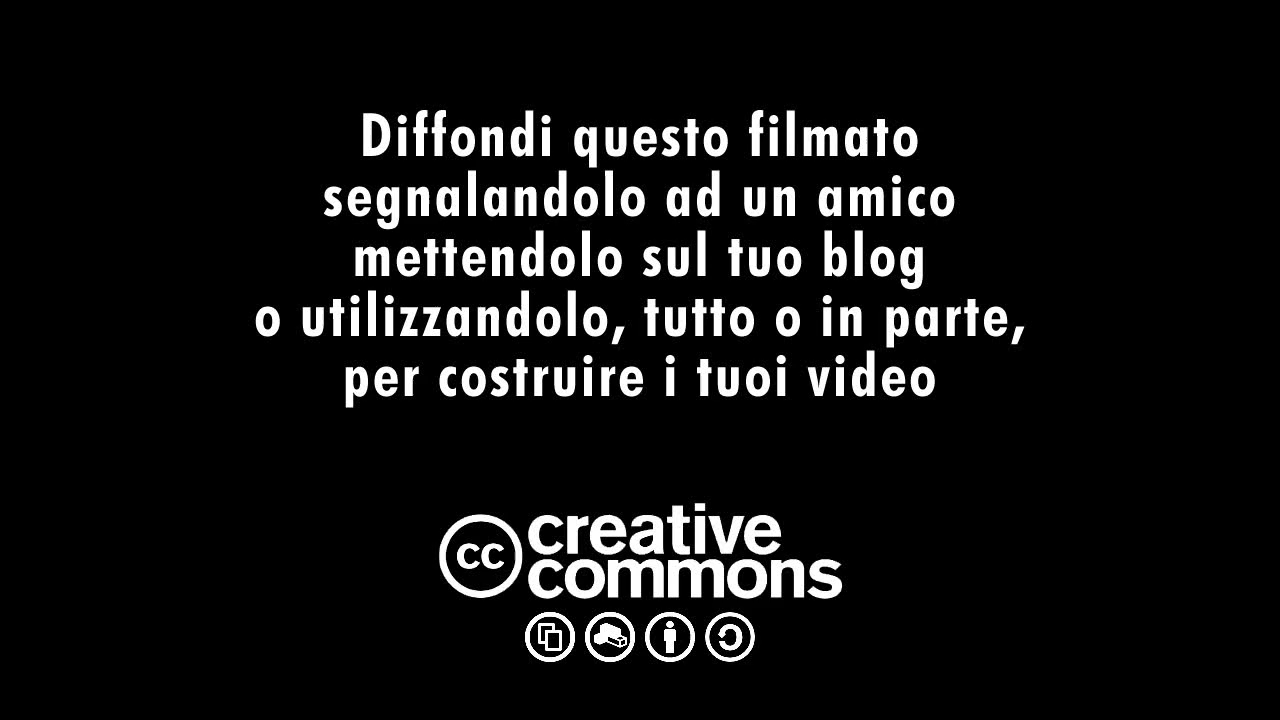 Diffondi questo filmato
segnalandolo ad un amico
mettendolo sul tuo blog
o utilizzandolo, tutto o in parte,
per costruire i tuoi video
cc creative
commons